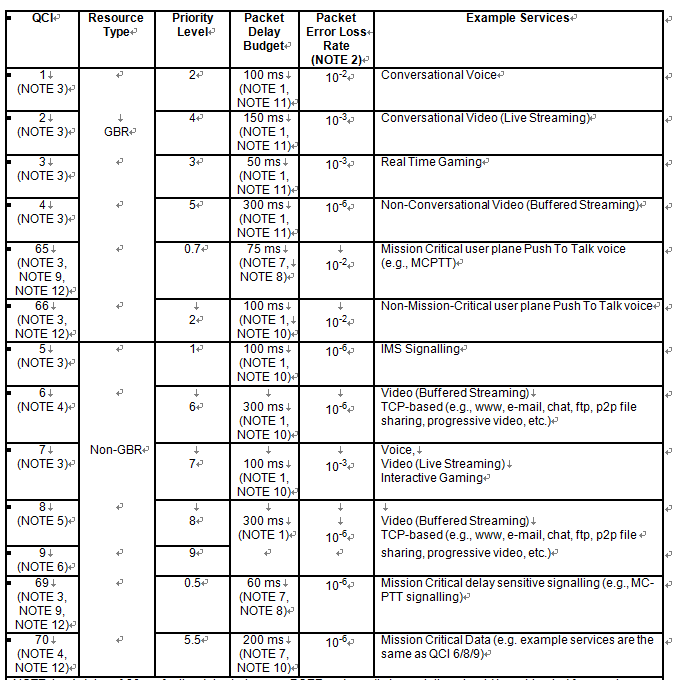 QCI Resource Type Priority Level Packet Delay Budget Packet Error Loss Rate (NOTE 2) Example Services
1 (NOTE 3) 2 100 ms (NOTE 1, NOTE 11) 10-2 Conversational Voice
2 (NOTE 3) GBR 4 150 ms (NOTE 1, NOTE 11) 10-3 Conversational Video (Live Streaming)
3 (NOTE 3) 3 50 ms (NOTE 1, NOTE 11) 10-3 Real Time Gaming
4 (NOTE 3) 5 300 ms (NOTE 1, NOTE 11) 10-6 Non-Conversational Video (Buffered Streaming)
65 (NOTE 3, NOTE 9, NOTE 12) 0.7 75 ms (NOTE 7, NOTE 8) 10-2 Mission Critical user plane Push To Talk voice (e.g., MCPTT)
66 (NOTE 3, NOTE 12) 2 100 ms (NOTE 1, NOTE 10) 10-2 Non-Mission-Critical user plane Push To Talk voice
5 (NOTE 3) 1 100 ms (NOTE 1, NOTE 10) 10-6 IMS Signalling
6 (NOTE 4) 6 300 ms (NOTE 1, NOTE 10) 10-6 Video (Buffered Streaming) TCP-based (e.g., www, e-mail, chat, ftp, p2p file sharing, progressive video, etc.)
7 (NOTE 3) Non-GBR 7 100 ms (NOTE 1, NOTE 10) 10-3 Voice, Video (Live Streaming) Interactive Gaming
8 (NOTE 5) 8 300 ms (NOTE 1) 10-6 Video (Buffered Streaming) TCP-based (e.g., www, e-mail, chat, ftp, p2p file
9 (NOTE 6) 9 sharing, progressive video, etc.)
69 (NOTE 3, NOTE 9, NOTE 12) 0.5 60 ms (NOTE 7, NOTE 8) 10-6 Mission Critical delay sensitive signalling (e.g., MC-PTT signalling)
70 (NOTE 4, NOTE 12) 5.5 200 ms (NOTE 7, NOTE 10) 10-6 Mission Critical Data (e.g. example services are the same as QCI 6/8/9)